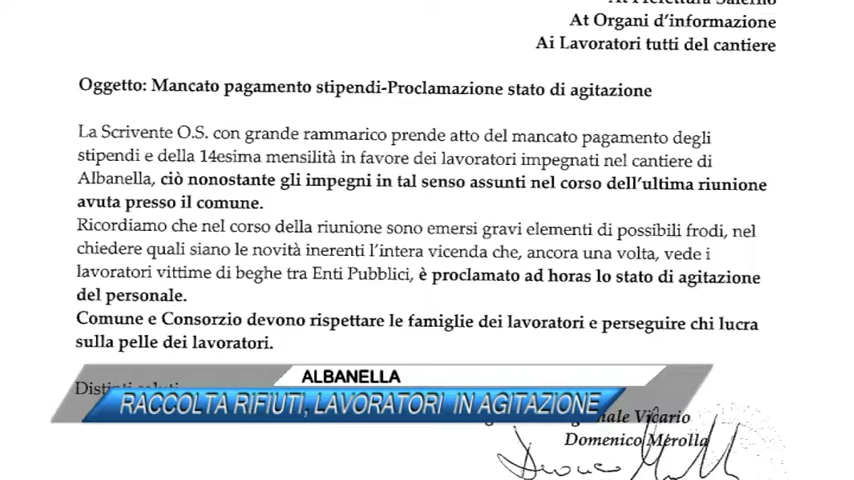 Al Prefettura Salerno
At Organi d'informazione
Ai Lavoratori tutti del cantiere
Oggetto: Mancato pagamento stipendi-Proclamazione stato di agitazione
La Scrivente O.S. con grande rammarico prende atto del mancato pagamento degli
stipendi e della 14esima mensilità in favore dei lavoratori impegnati nel cantiere di
Albanella, ciò nonostante gli impegni in tal senso assunti nel corso dell'ultima riunione
avuta presso il comune.
Ricordiamo che nel corso della riunione sono emersi gravi elementi di possibili frodi, nel
chiedere quali siano le novità inerenti l'intera vicenda che, ancora una volta, vede i
lavoratori vittime di beghe tra Enti Pubblici, è proclamato ad horas lo stato di agitazione
del personale.
Comune e Consorzio devono rispettare le famiglie dei lavoratori e perseguire chi lucra
sulla pelle dei lavoratori.
Distinti saluti
ALBANELLA
RACCOLTA RIFIUTI, LAVORATORI IN AGITAZIONE
Vicario
Domenico Merolla